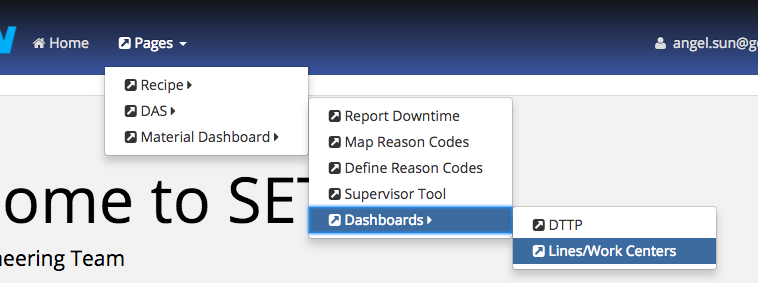 Home
Pages
angel.sun@g
Recipe
DAS
Material Dashboard
Report Downtime
Map Reason Codes
Define Reason Codes
Supervisor Tool
Dashboards
DTTP
Lines/Work Centers
ome to SET
neering Team